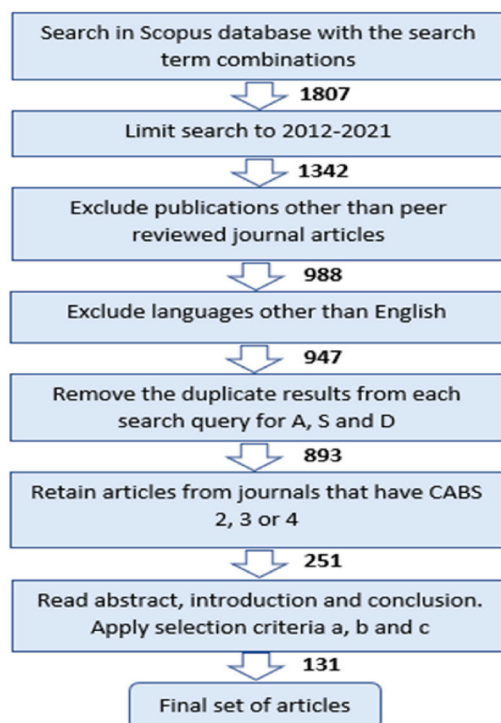 Search in Scopus database with the search
term combinations
1807
Limit search to 2012-2021
1342
Exclude publications other than peer
reviewed journal articles
988
Exclude languages other than English
947
Remove the duplicate results from each
search query for A, S and D
893
Retain articles from journals that have CABS
2, 3 or 4
251
Read abstract, introduction and conclusion.
Apply selection criteria a, b and c
131
Final set of articles